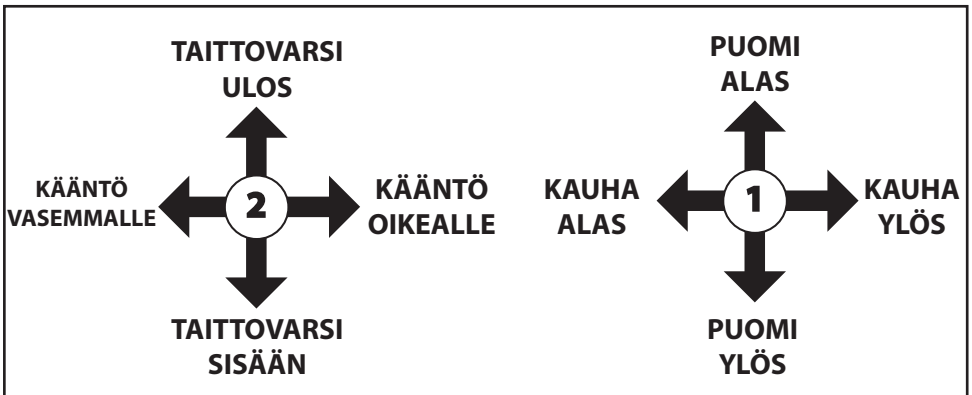 TAITTOVARSI
ULOS
KÄÄNTÖ
VASEMMALLE
2
KÄÄNTÖ
OIKEALLE
TAITTOVARSI
SISÄÄN
PUOMI
ALAS
KAUHA
ALAS
1
KAUHA
YLÖS
PUOMI
YLÖS